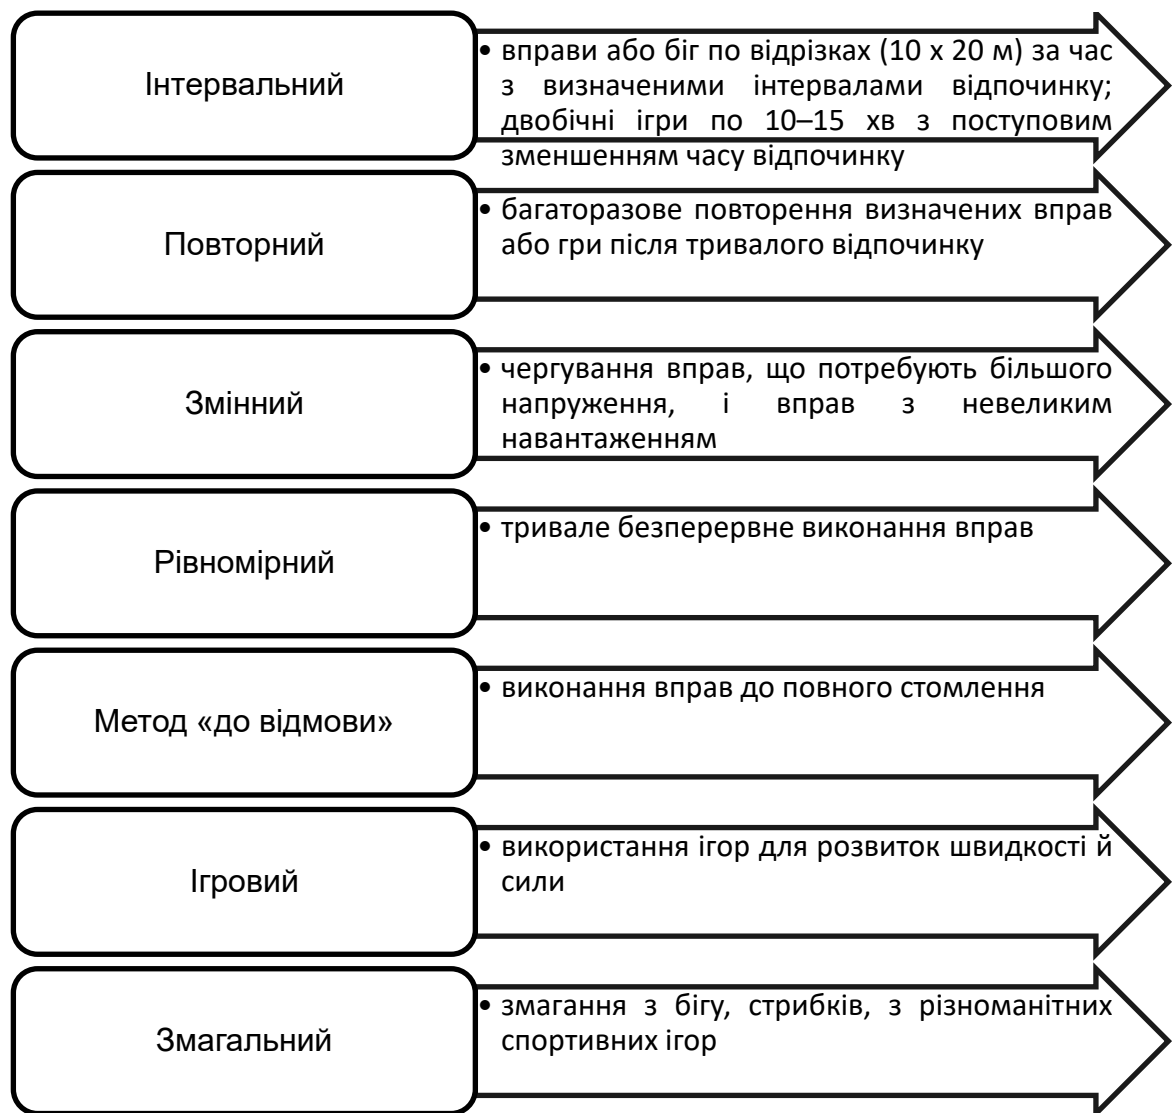 Інтервальний
• вправи або біг по відрізках (10 х 20 м) за час
з визначеними інтервалами відпочинку;
двобічні ігри по 10–15 хв з поступовим
зменшенням часу відпочинку
Повторний
• багаторазове повторення визначених вправ
або гри після тривалого відпочинку
Змінний
• чергування вправ, що потребують більшого
напруження, і вправ з невеликим
навантаженням
Рівномірний
• тривале безперервне виконання вправ
Метод «до відмови»
• виконання вправ до повного стомлення
Ігровий
• використання ігор для розвиток швидкості й
сили
Змагальний
• змагання з бігу, стрибків, з різноманітних
спортивних ігор